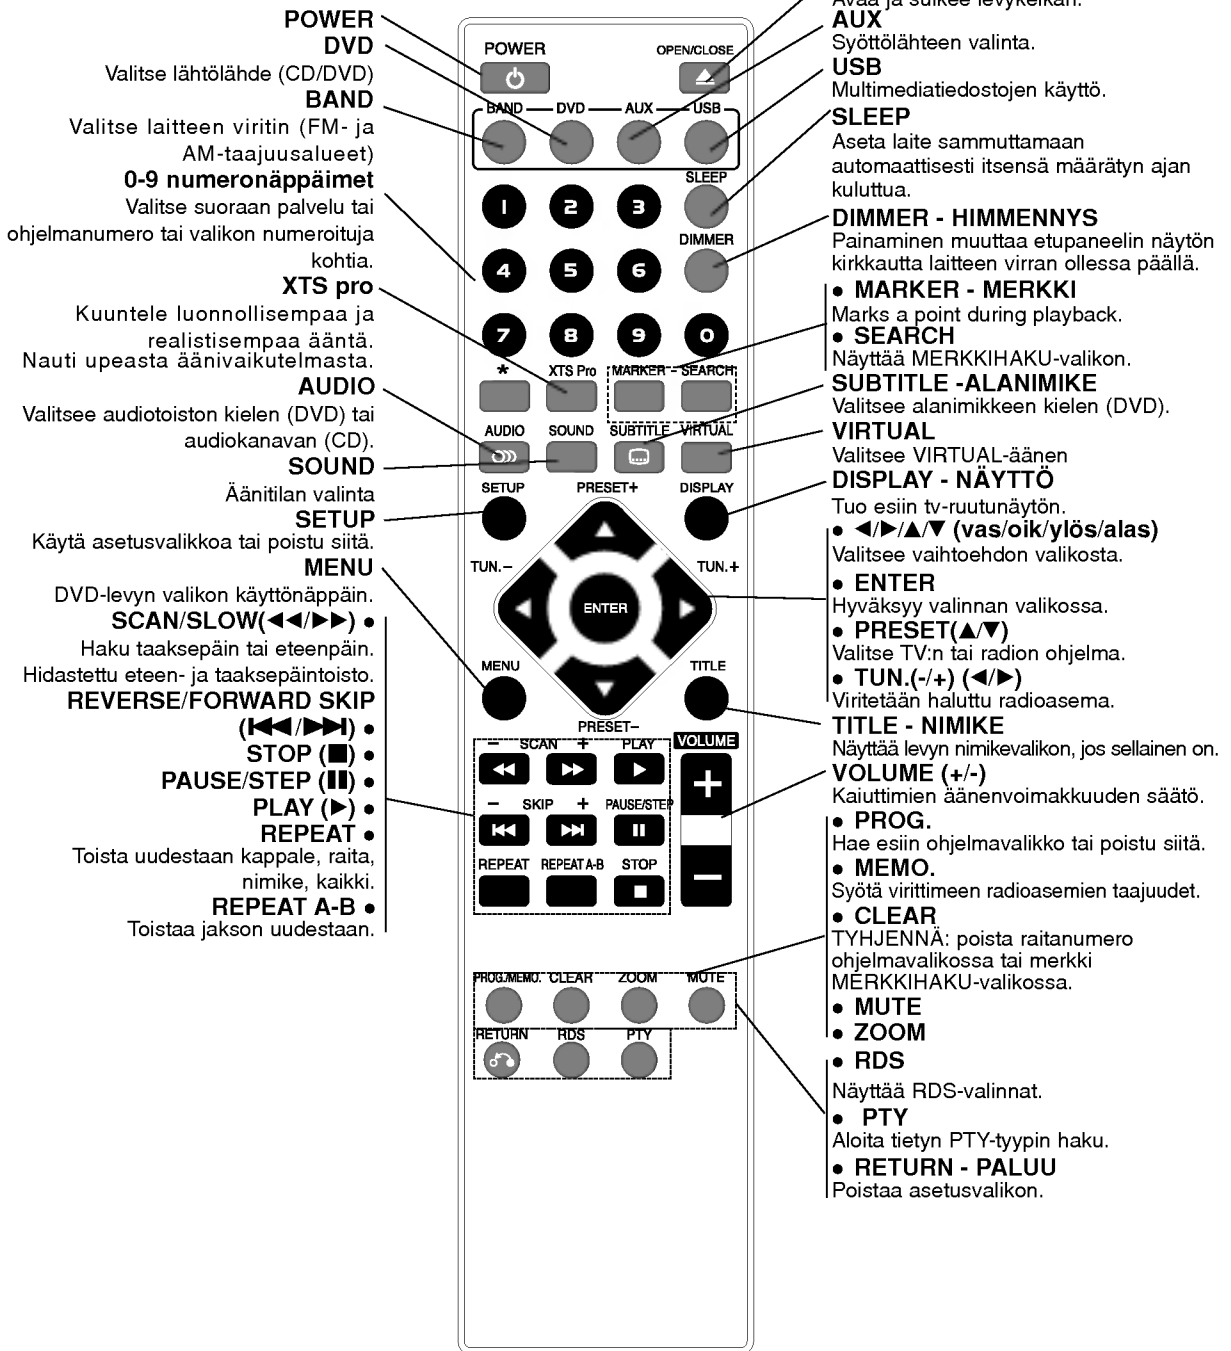 POWER
DVD
Valitse lähtölähde (CD/DVD)
BAND
Valitse laitteen viritin (FM- ja
AM-taajuusalueet)
0-9 numeronäppäimet
Valitse suoraan palvelu tai
ohjelmanumero tai valikon numeroituja
kohtia.
XTS pro
Kuuntele luonnollisempaa ja
realistisempaa ääntä.
Nauti upeasta äänivaikutelmasta.
AUDIO
Valitsee audiotoiston kielen (DVD) tai
audiokanavan (CD).
SOUND
Äänitilan valinta
SETUP
Käytä asetusvalikkoa tai poistu siitä.
MENU
DVD-levyn valikon käyttönäppäin.
SCAN/SLOW(◄◄/►►) •
Haku taaksepäin tai eteenpäin.
Hidastettu eteen- ja taaksepäintoisto.
REVERSE/FORWARD SKIP
(I◄◄/►►I) •
STOP (■) •
PAUSE/STEP (II) •
PLAY (►) •
REPEAT •
Toista uudestaan kappale, raita,
nimike, kaikki.
REPEAT A-B •
Toistaa jakson uudestaan.
POWER
OPEN/CLOSE
BAND DVD AUX USB
SLEEP
1 2 3
DIMMER
4 5 6
7 8 9 0
* XTS Pro MARKER - SEARCH
AUDIO SOUND SUBTITLE VIRTUAL
SETUP PRESET+ DISPLAY
TUN.- TUN.+
ENTER
MENU TITLE
PRESET-
- SCAN + PLAY VOLUME
+
- SKIP + PAUSE/STEP
REPEAT REPEAT A-B STOP
-
PROG./MEMO. CLEAR ZOOM MUTE
RETURN RDS PTY
Avaa ja sulkee levykelkan.
AUX
Syöttölähteen valinta.
USB
Multimediatiedostojen käyttö.
SLEEP
Aseta laite sammuttamaan
automaattisesti itsensä määrätyn ajan
kuluttua.
DIMMER - HIMMENNYS
Painaminen muuttaa etupaneelin näytön
kirkkautta laitteen virran ollessa päällä.
• MARKER - MERKKI
Marks a point during playback.
• SEARCH
Näyttää MERKKIHAKU-valikon.
SUBTITLE -ALANIMIKE
Valitsee alanimikkeen kielen (DVD).
VIRTUAL
Valitsee VIRTUAL-äänen
DISPLAY - NÄYTTÖ
Tuo esiin tv-ruutunäytön.
• ◄/►/▲/▼ (vas/oik/ylös/alas)
Valitsee vaihtoehdon valikosta.
• ENTER
Hyväksyy valinnan valikossa.
• PRESET(▲/▼)
Valitse TV:n tai radion ohjelma.
• TUN.(-/+) (◄/►)
Viritetään haluttu radioasema.
TITLE - NIMIKE
Näyttää levyn nimikevalikon, jos sellainen on.
VOLUME (+/-)
Kaiuttimien äänenvoimakkuuden säätö.
• PROG.
Hae esiin ohjelmavalikko tai poistu siitä.
• MEMO.
Syötä virittimeen radioasemien taajuudet.
• CLEAR
TYHJENNÄ: poista raitanumero
ohjelmavalikossa tai merkki
MERKKIHAKU-valikossa.
• MUTE
• ZOOM
• RDS
Näyttää RDS-valinnat.
• PTY
Aloita tietyn PTY-tyypin haku.
• RETURN - PALUU
Poistaa asetusvalikon.